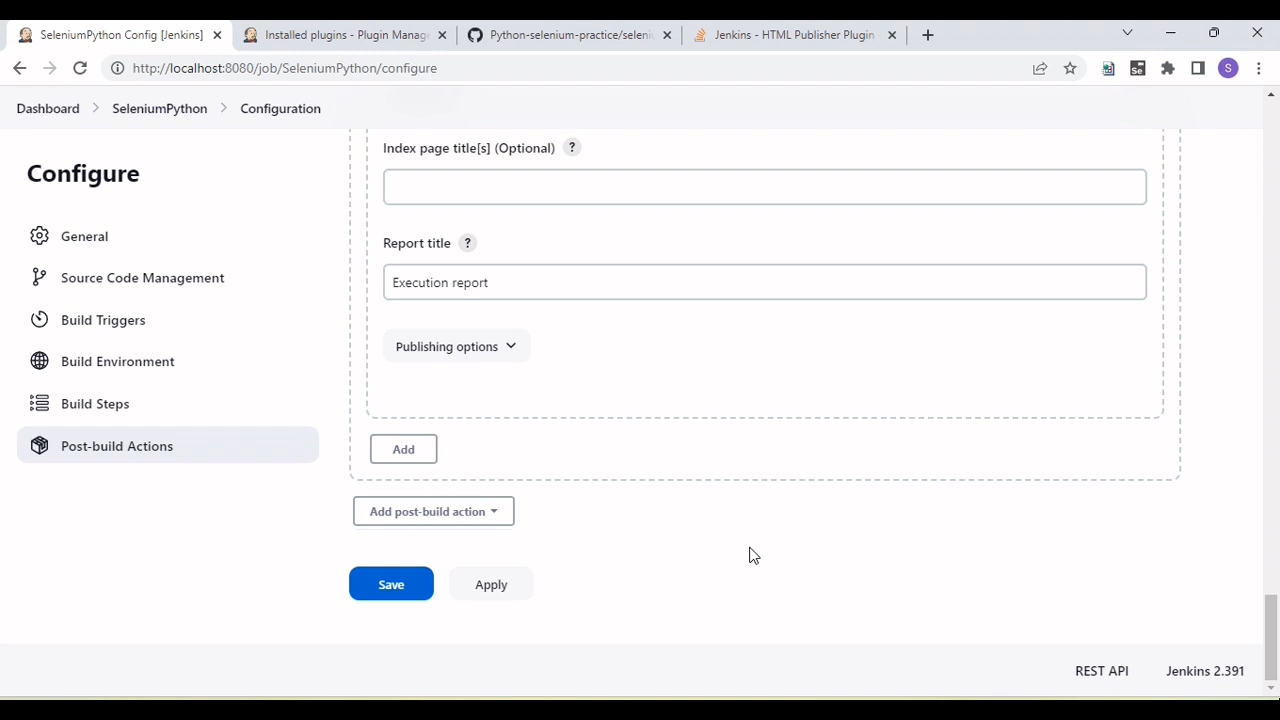 SeleniumPython Config [Jenkins]
Installed plugins - Plugin Manage
Python-selenium-practice/seleni
Jenkins - HTML Publisher Plugin
http://localhost:8080/job/SeleniumPython/configure
Se
S
Dashboard
SeleniumPython
Configuration
Configure
General
Source Code Management
Build Triggers
Build Environment
Build Steps
Post-build Actions
Index page title[s] (Optional) ?
Report title ?
Execution report
Publishing options
Add
Add post-build action
Save
Apply
REST API
Jenkins 2.391